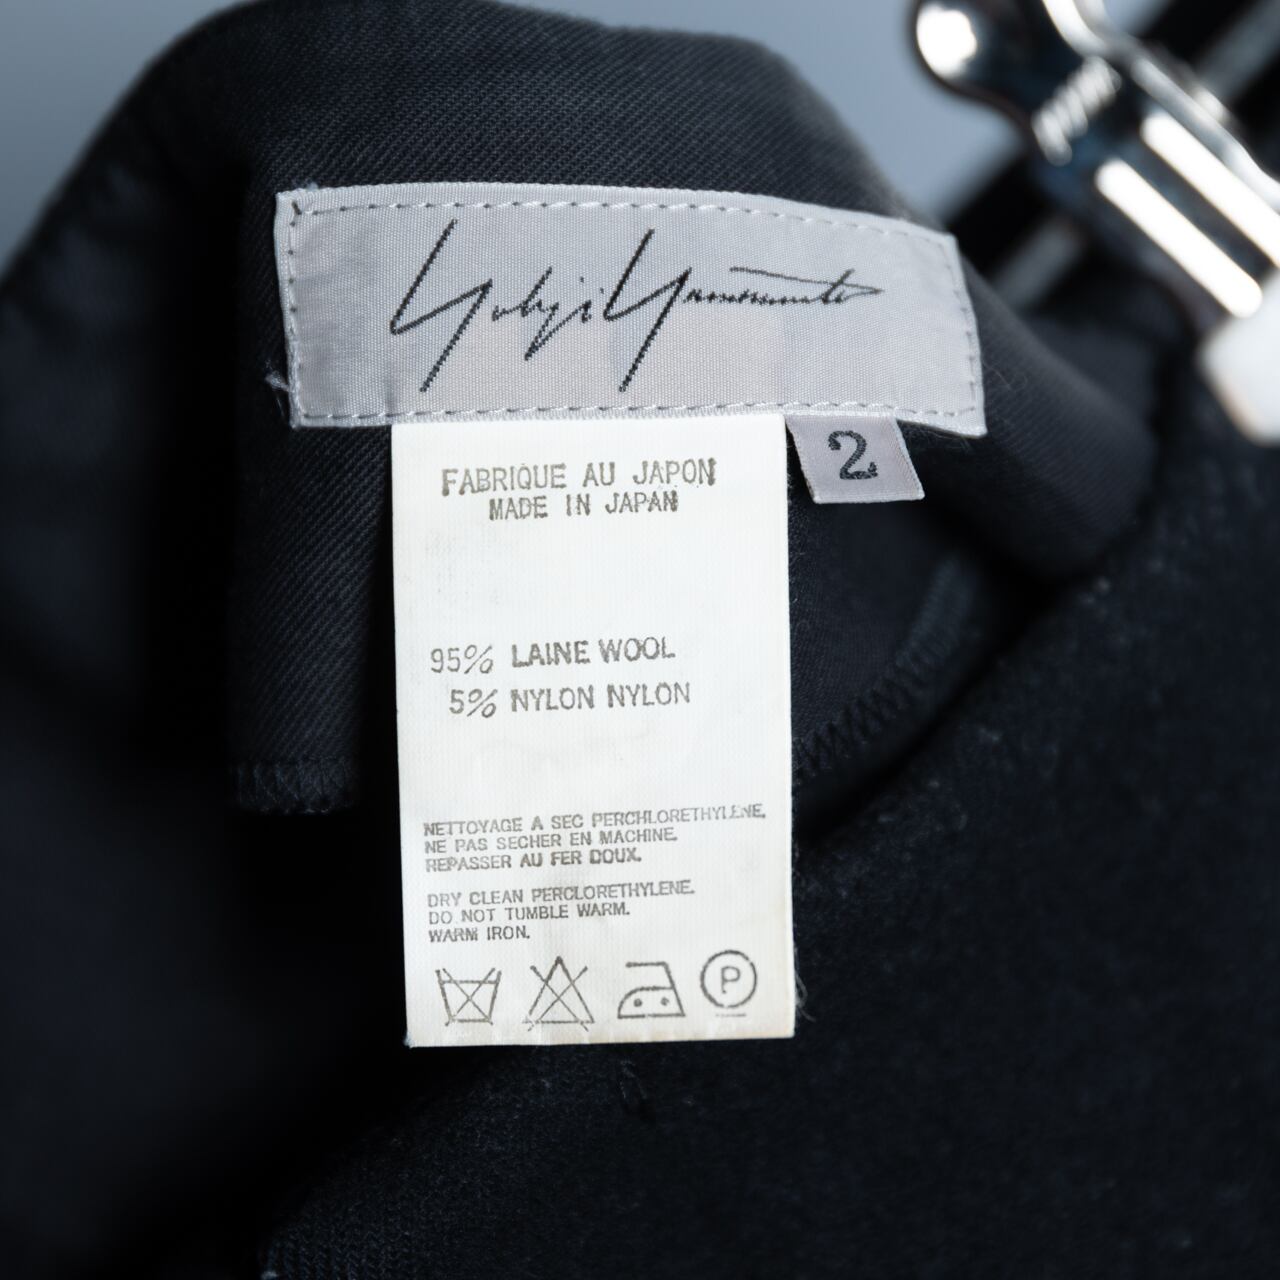 Yohji Yamamoto
2
FABRIQUE AU JAPON
MADE IN JAPAN
95% LAINE WOOL
5% NYLON NYLON
NETTOYAGE A SEC PERCHLORETHYLENE.
NE PAS SECHER EN MACHINE.
REPASSER AU FER DOUX.
DRY CLEAN PERCLORETHYLENE.
DO NOT TUMBLE WARM.
WARM IRON.
P